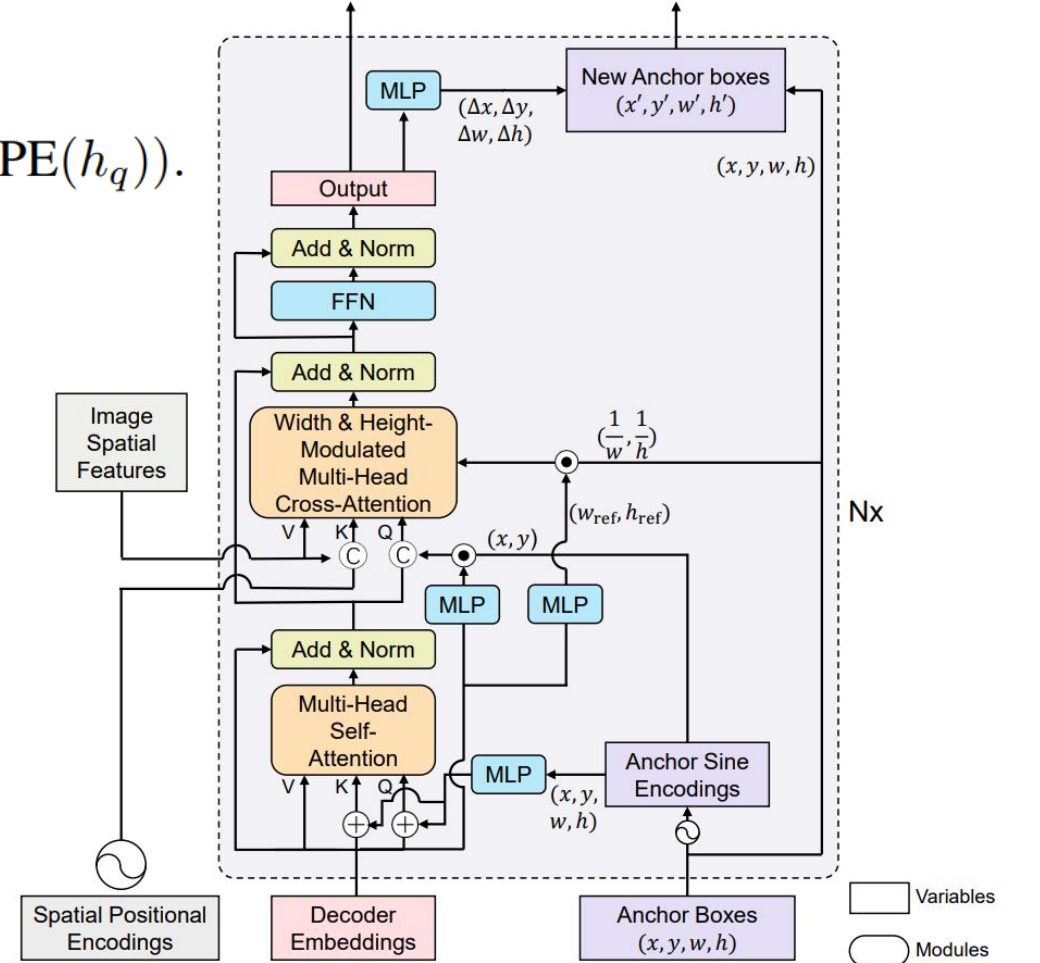 PE(h_q)).
MLP
(Δx, Δy,
Δw, Δh)
New Anchor boxes
(x′, y′, w′, h′)
(x, y, w, h)
Output
Add & Norm
FFN
Add & Norm
Image
Spatial
Features
Width & Height-
Modulated
Multi-Head
Cross-Attention
(1/w, 1/h)
(w_ref, h_ref)
Nx
V K Q
C C
(x, y)
MLP MLP
Add & Norm
Multi-Head
Self-
Attention
V K Q
MLP
(x, y,
w, h)
Anchor Sine
Encodings
Spatial Positional
Encodings
Decoder
Embeddings
Anchor Boxes
(x, y, w, h)
Variables
Modules